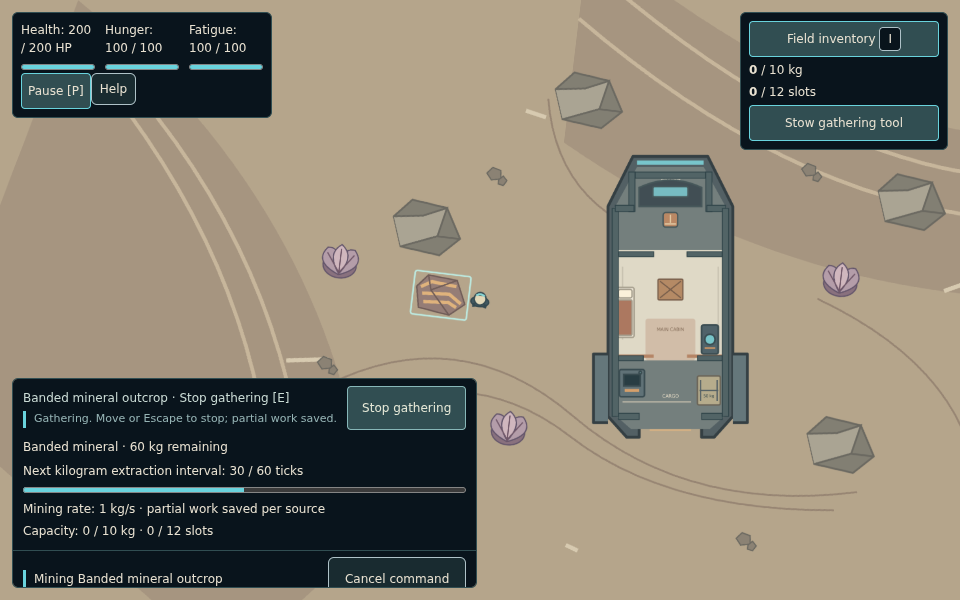 Health: 200 / 200 HP
Hunger: 100 / 100
Fatigue: 100 / 100
Pause [P]
Help
Field inventory I
0 / 10 kg
0 / 12 slots
Stow gathering tool
MAIN CABIN
CARGO
Banded mineral outcrop · Stop gathering [E]
Gathering. Move or Escape to stop; partial work saved.
Stop gathering
Banded mineral · 60 kg remaining
Next kilogram extraction interval: 30 / 60 ticks
Mining rate: 1 kg/s · partial work saved per source
Capacity: 0 / 10 kg · 0 / 12 slots
Mining Banded mineral outcrop
Cancel command